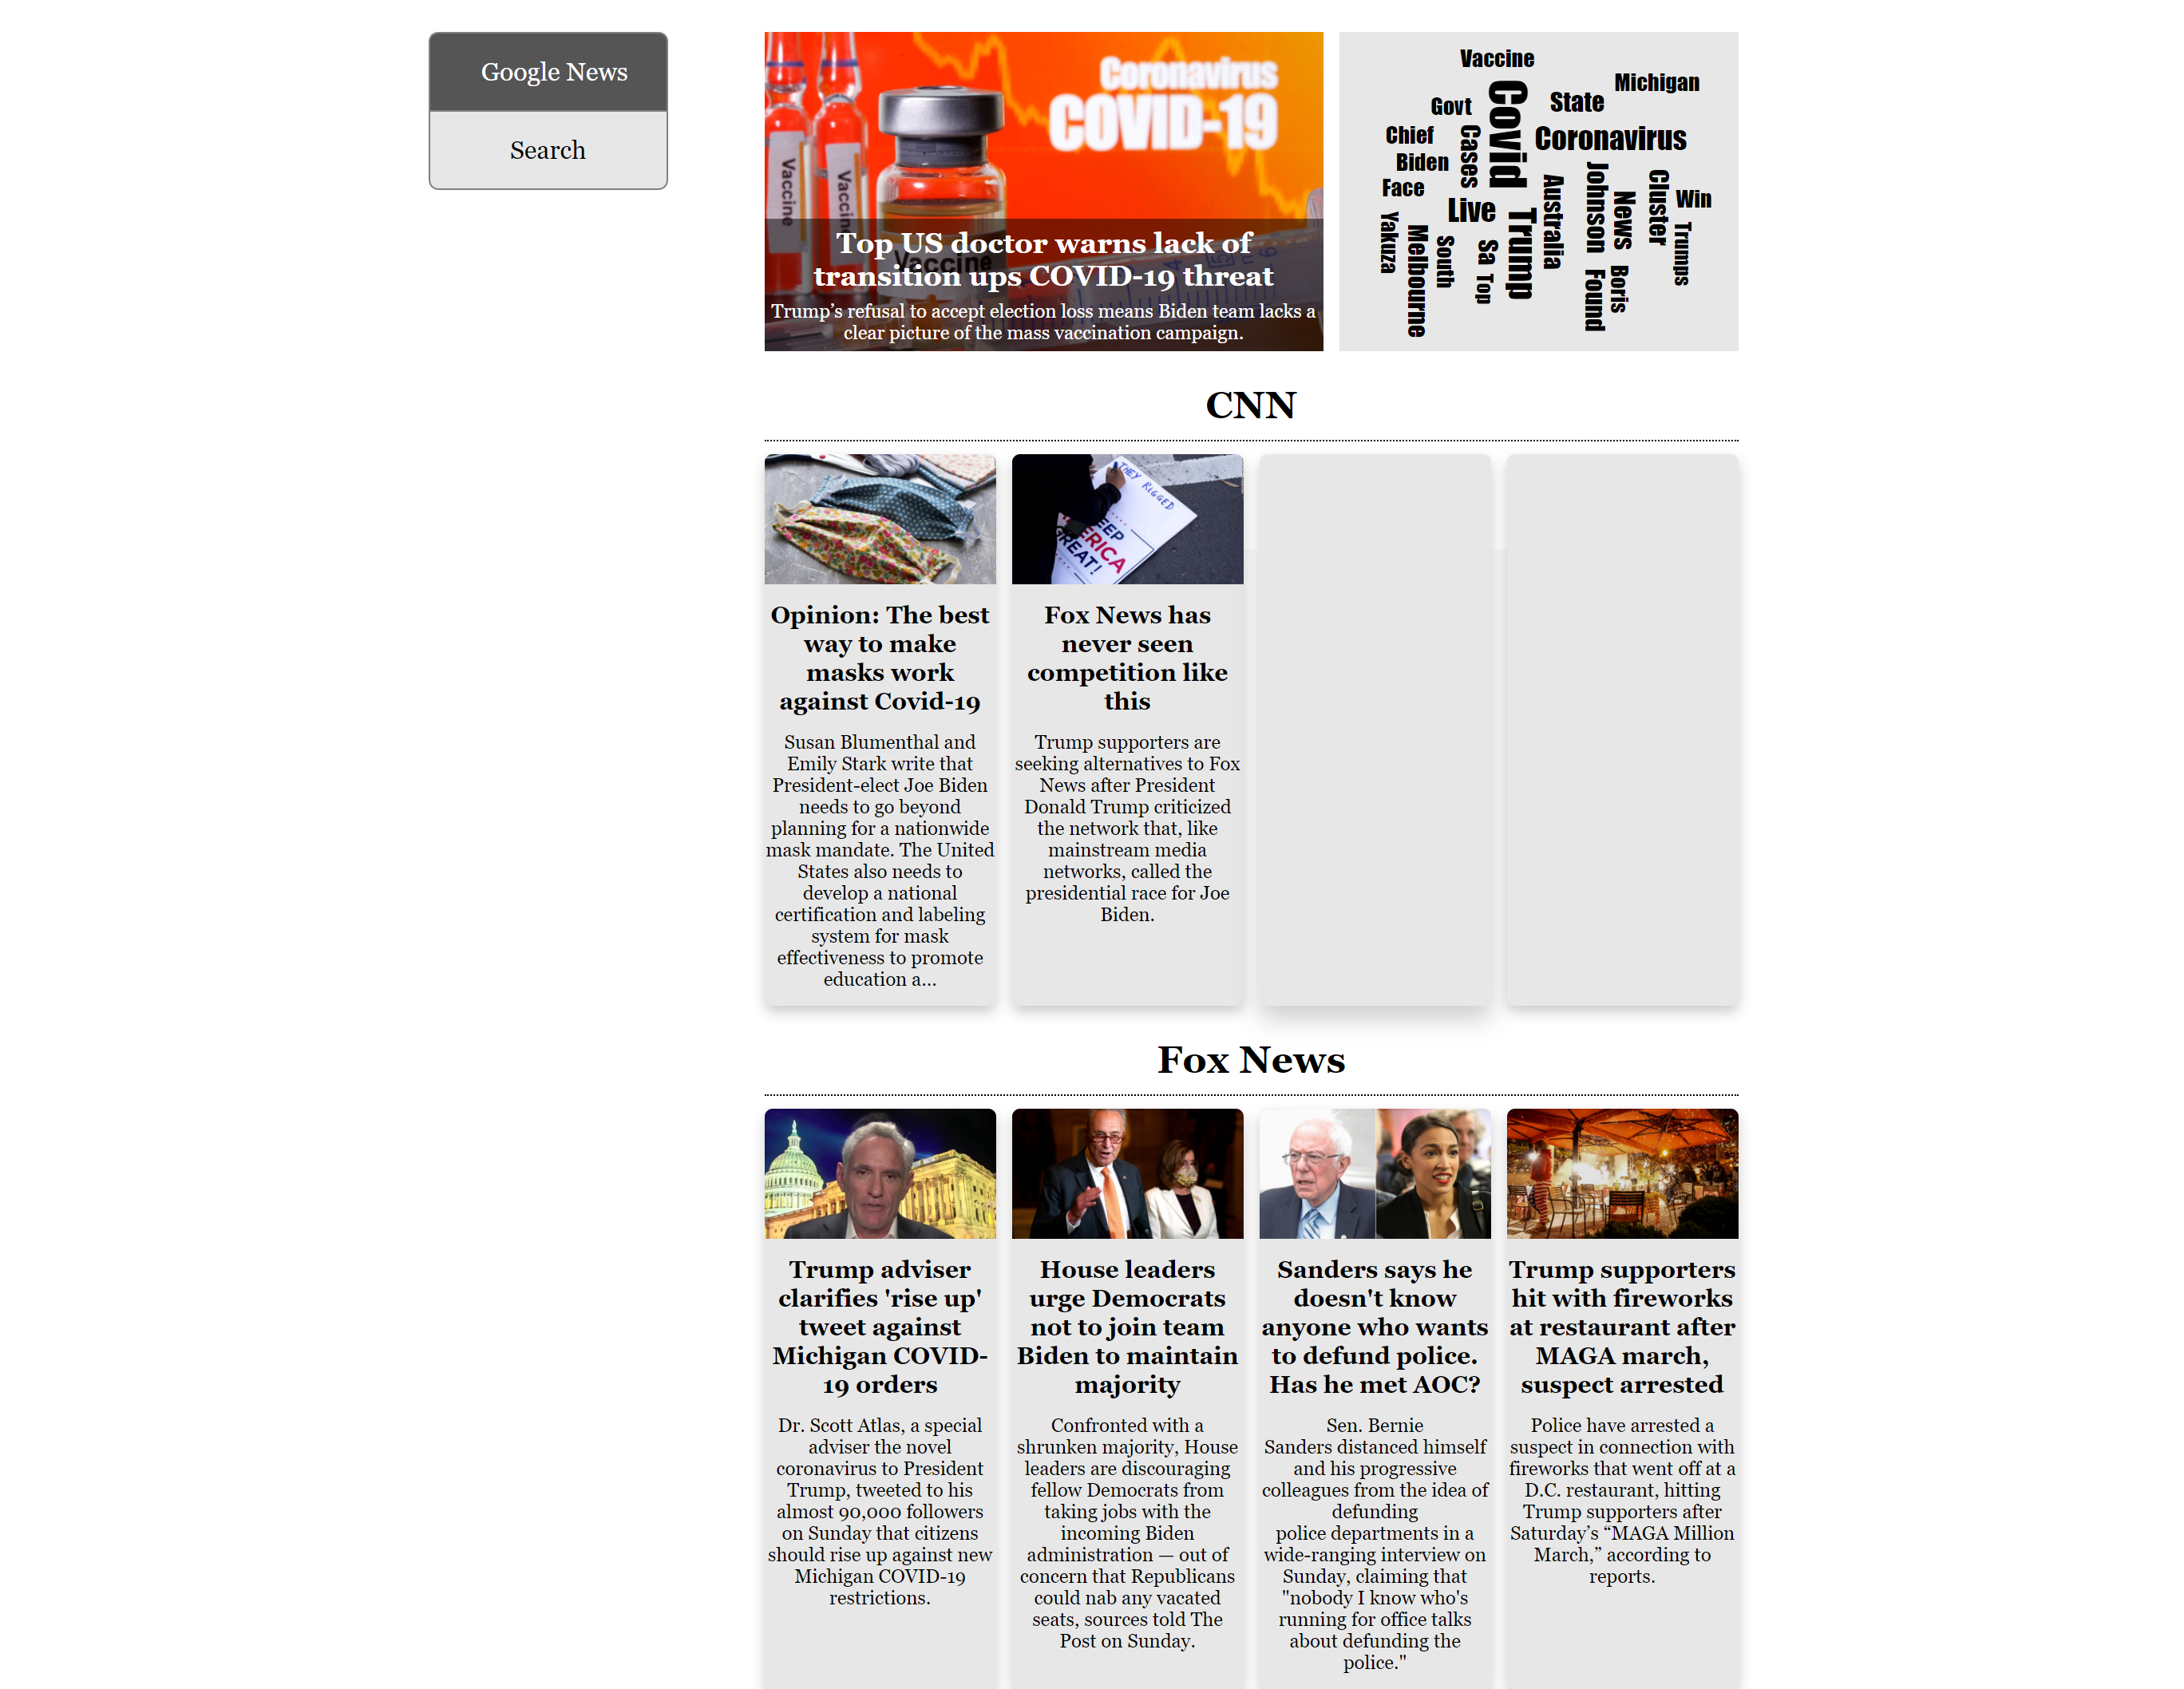 Google News
Search
Coronavirus
COVID-19
Vaccine
Vaccine
Vaccine
Top US doctor warns lack of
transition ups COVID-19 threat
Trump’s refusal to accept election loss means Biden team lacks a
clear picture of the mass vaccination campaign.
Vaccine
Michigan
Govt
Covid
State
Chief
Cases
Coronavirus
Biden
Face
Johnson
Cluster
Australia
News
Win
Live
Yakuza
Melbourne
South
Sa
Trump
Trumps
Top
Found
Boris
CNN
THEY RIGGED
GREAT!
Opinion: The best
way to make
masks work
against Covid-19
Susan Blumenthal and
Emily Stark write that
President-elect Joe Biden
needs to go beyond
planning for a nationwide
mask mandate. The United
States also needs to
develop a national
certification and labeling
system for mask
effectiveness to promote
education a...
Fox News has
never seen
competition like
this
Trump supporters are
seeking alternatives to Fox
News after President
Donald Trump criticized
the network that, like
mainstream media
networks, called the
presidential race for Joe
Biden.
Fox News
Trump adviser
clarifies 'rise up'
tweet against
Michigan COVID-
19 orders
Dr. Scott Atlas, a special
adviser the novel
coronavirus to President
Trump, tweeted to his
almost 90,000 followers
on Sunday that citizens
should rise up against new
Michigan COVID-19
restrictions.
House leaders
urge Democrats
not to join team
Biden to maintain
majority
Confronted with a
shrunken majority, House
leaders are discouraging
fellow Democrats from
taking jobs with the
incoming Biden
administration — out of
concern that Republicans
could nab any vacated
seats, sources told The
Post on Sunday.
Sanders says he
doesn't know
anyone who wants
to defund police.
Has he met AOC?
Sen. Bernie
Sanders distanced himself
and his progressive
colleagues from the idea of
defunding
police departments in a
wide-ranging interview on
Sunday, claiming that
"nobody I know who's
running for office talks
about defunding the
police."
Trump supporters
hit with fireworks
at restaurant after
MAGA march,
suspect arrested
Police have arrested a
suspect in connection with
fireworks that went off at a
D.C. restaurant, hitting
Trump supporters after
Saturday’s “MAGA Million
March,” according to
reports.